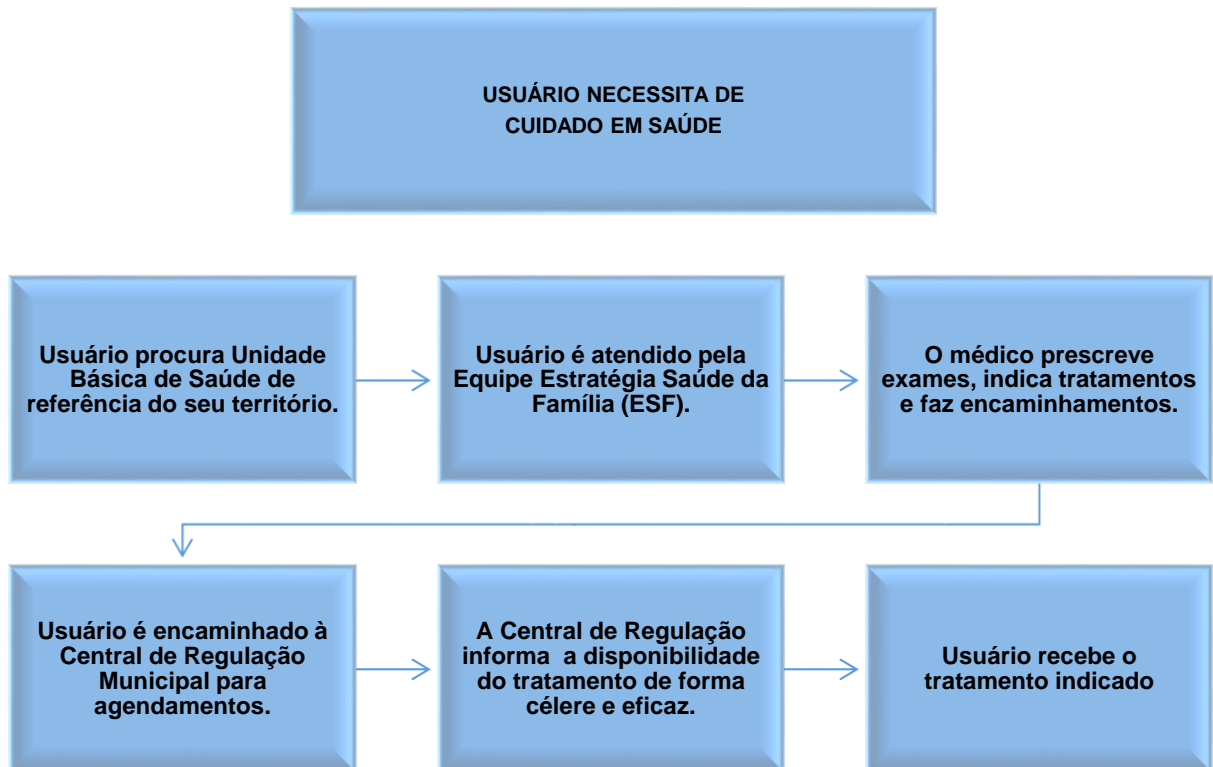 USUÁRIO NECESSITA DE
CUIDADO EM SAÚDE
Usuário procura Unidade
Básica de Saúde de
referência do seu território.
Usuário é atendido pela
Equipe Estratégia Saúde da
Família (ESF).
O médico prescreve
exames, indica tratamentos
e faz encaminhamentos.
Usuário é encaminhado à
Central de Regulação
Municipal para
agendamentos.
A Central de Regulação
informa  a disponibilidade
do tratamento de forma
célere e eficaz.
Usuário recebe o
tratamento indicado